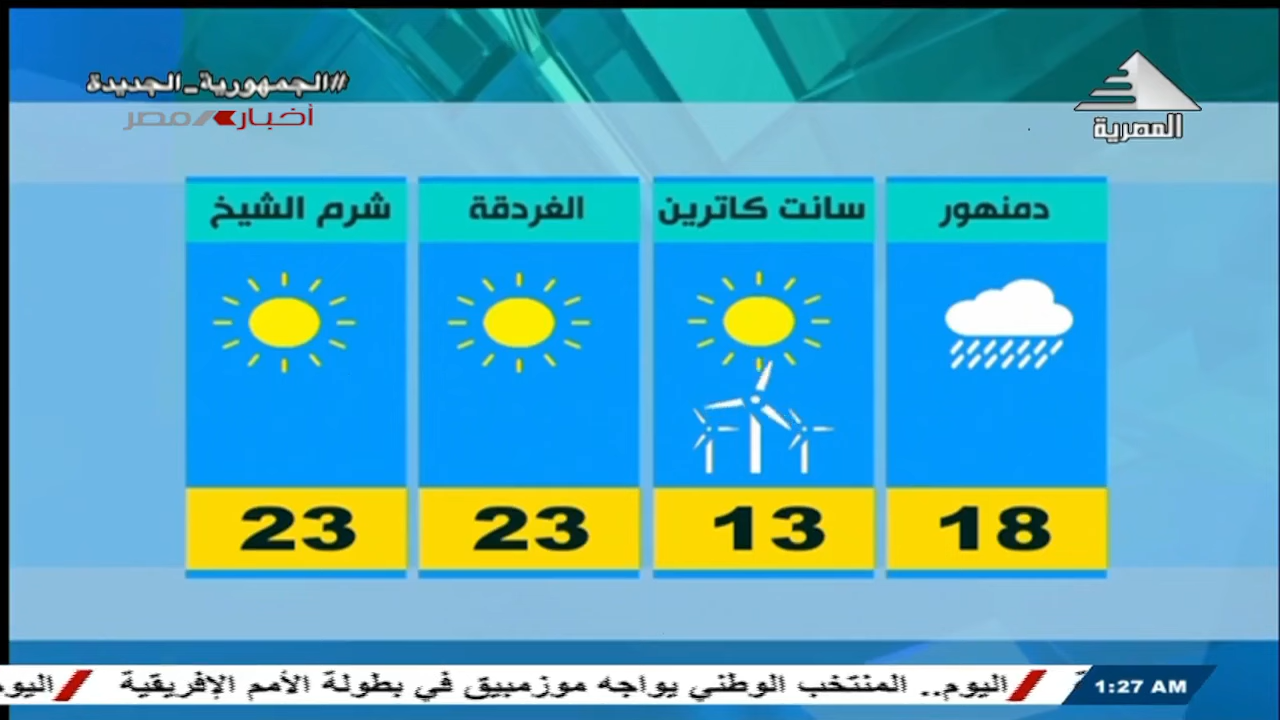 #الجمهورية_الجديدة
أخبار مصر
المصرية
دمنهور
سانت كاترين
الغردقة
شرم الشيخ
18
13
23
23
1:27 AM
اليوم.. المنتخب الوطني يواجه موزمبيق في بطولة الأمم الإفريقية